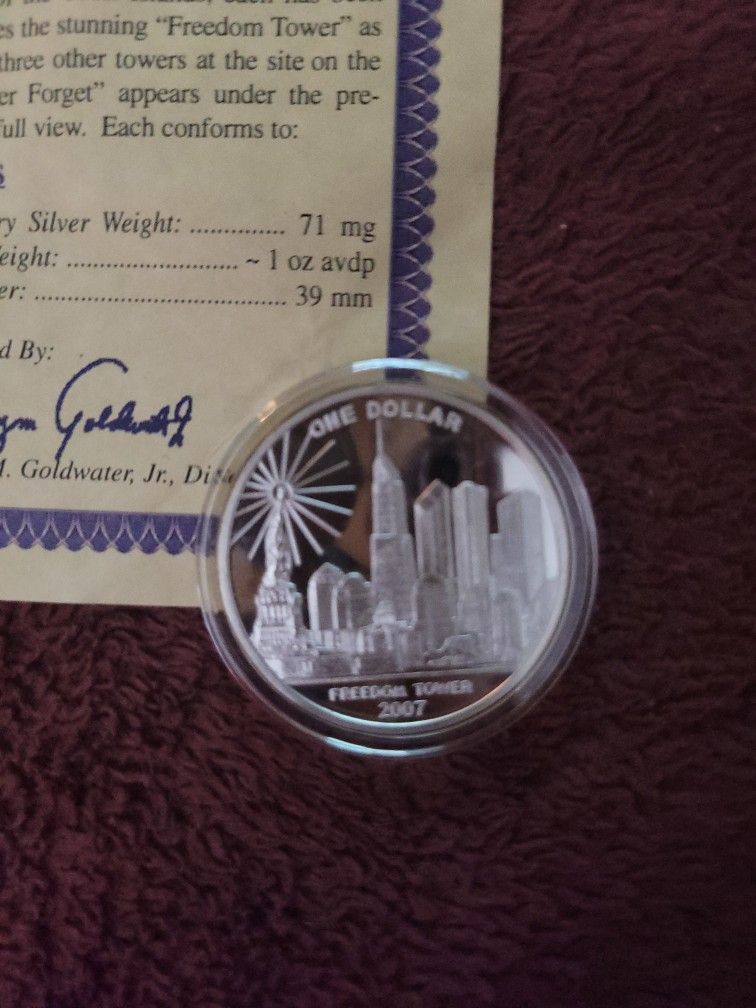 es the stunning “Freedom Tower” as
three other towers at the site on the
er Forget” appears under the pre-
full view. Each conforms to:
ry Silver Weight: .............. 71 mg
eight: ......................... ~ 1 oz avdp
er: ..................................... 39 mm
d By:
Goldwater, Jr., Di
ONE DOLLAR
FREEDOM TOWER
2007